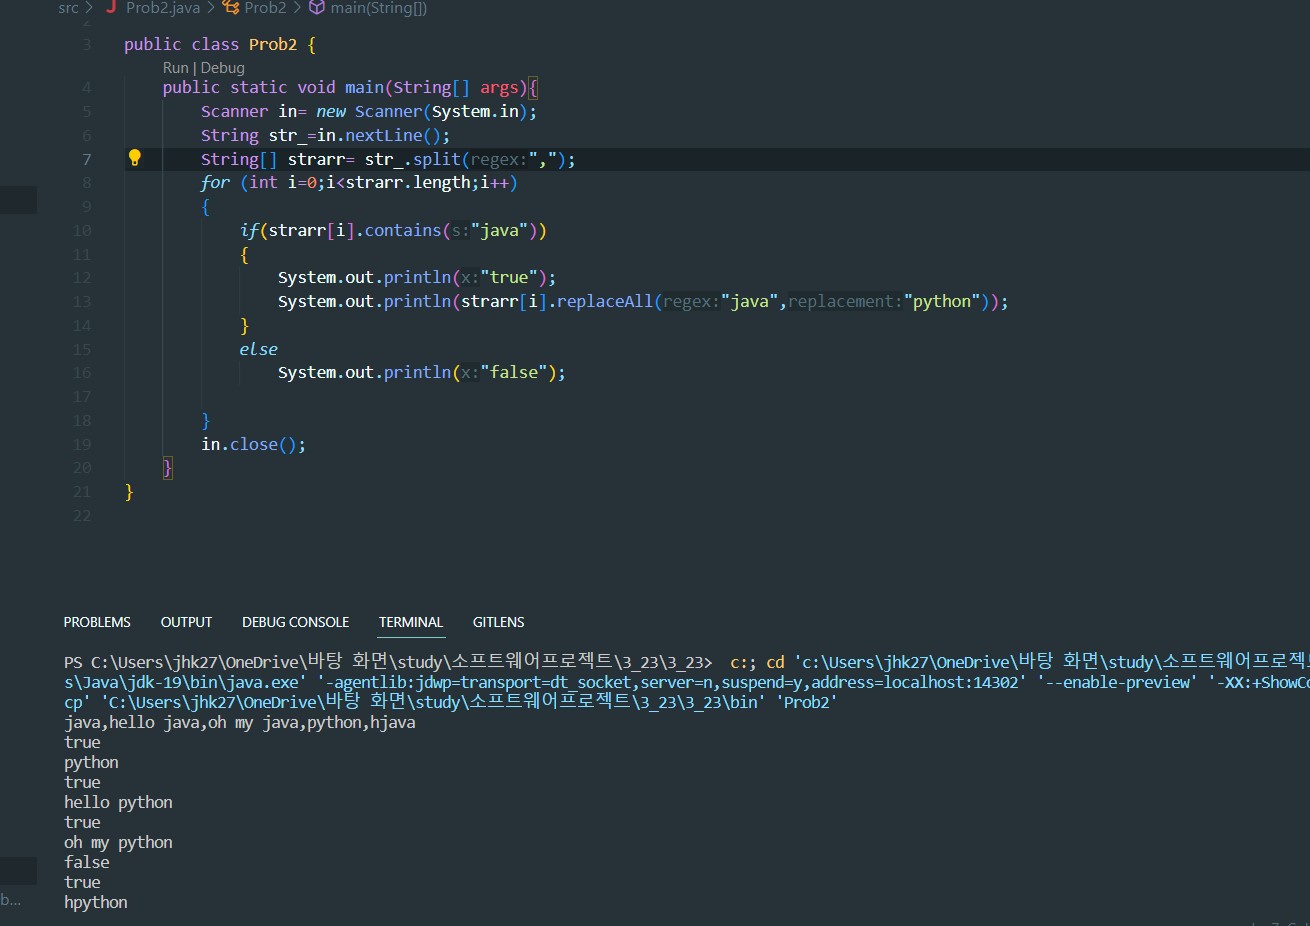 src > Prob2.java > Prob2 > main(String[])
2
3 public class Prob2 {
Run | Debug
4 public static void main(String[] args){
5 Scanner in= new Scanner(System.in);
6 String str_=in.nextLine();
7 String[] strarr= str_.split(regex:",");
8 for (int i=0;i<strarr.length;i++)
9 {
10 if(strarr[i].contains(s:"java"))
11 {
12 System.out.println(x:"true");
13 System.out.println(strarr[i].replaceAll(regex:"java",replacement:"python"));
14 }
15 else
16 System.out.println(x:"false");
17
18 }
19 in.close();
20 }
21 }
22
PROBLEMS OUTPUT DEBUG CONSOLE TERMINAL GITLENS
PS C:\Users\jhk27\OneDrive\바탕 화면\study\소프트웨어프로젝트\3_23\3_23> c:; cd 'c:\Users\jhk27\OneDrive\바탕 화면\study\소프트웨어프로젝
s\Java\jdk-19\bin\java.exe' '-agentlib:jdwp=transport=dt_socket,server=n,suspend=y,address=localhost:14302' '--enable-preview' '-XX:+ShowCo
cp' 'C:\Users\jhk27\OneDrive\바탕 화면\study\소프트웨어프로젝트\3_23\3_23\bin' 'Prob2'
java,hello java,oh my java,python,hjava
true
python
true
hello python
true
oh my python
false
true
b...
hpython